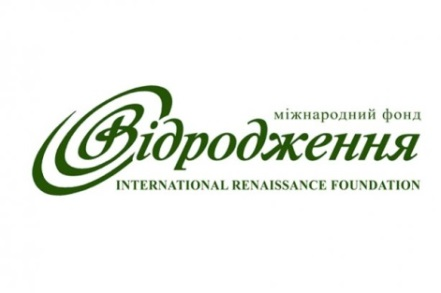 міжнародний фонд
Відродження
INTERNATIONAL RENAISSANCE FOUNDATION